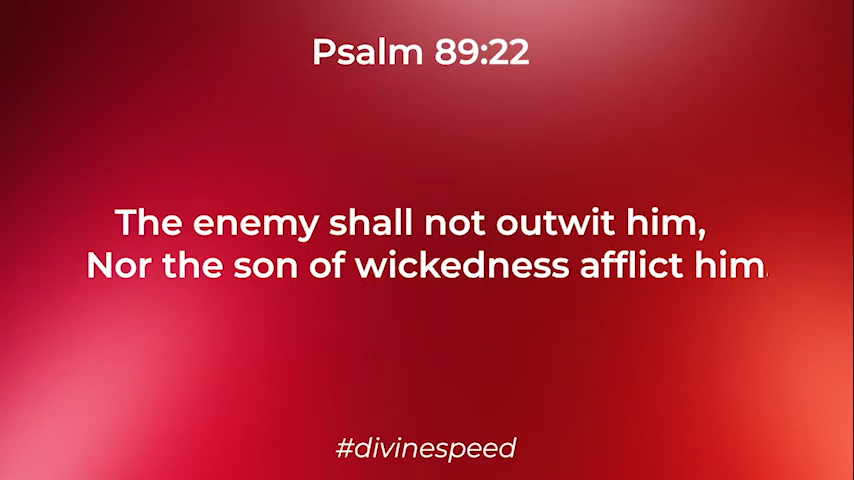 Psalm 89:22
The enemy shall not outwit him,
Nor the son of wickedness afflict him.
#divinespeed